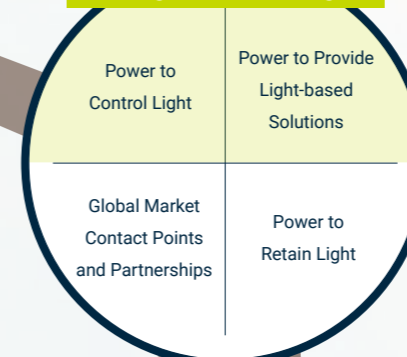 Power to
Control Light
Power to Provide
Light-based
Solutions
Global Market
Contact Points
and Partnerships
Power to
Retain Light